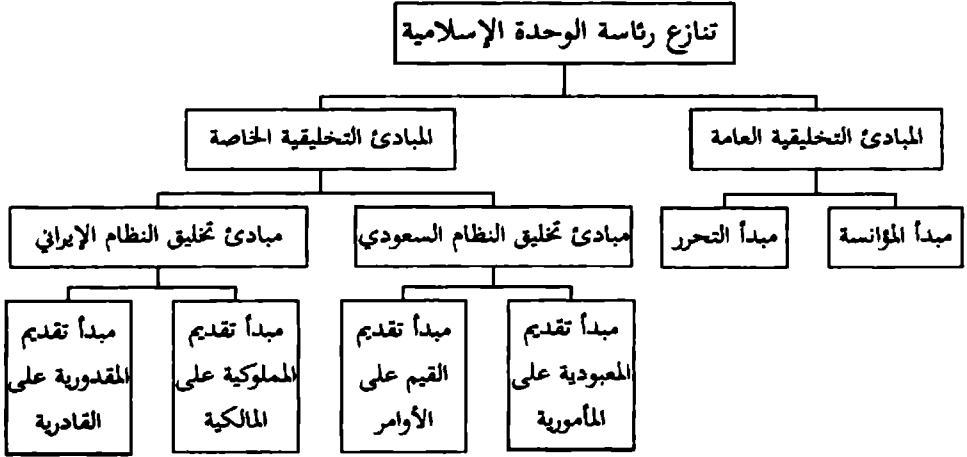 تنازع رئاسة الوحدة الإسلامية
المبادئ التخليقية العامة
المبادئ التخليقية الخاصة
مبدأ المؤانسة
مبدأ التحرر
مبادئ تخليق النظام السعودي
مبادئ تخليق النظام الإيراني
مبدأ تقديم
المعبودية على
المأمورية
مبدأ تقديم
القيم على
الأوامر
مبدأ تقديم
المملوكية على
المالكية
مبدأ تقديم
المقدورية على
القادرية